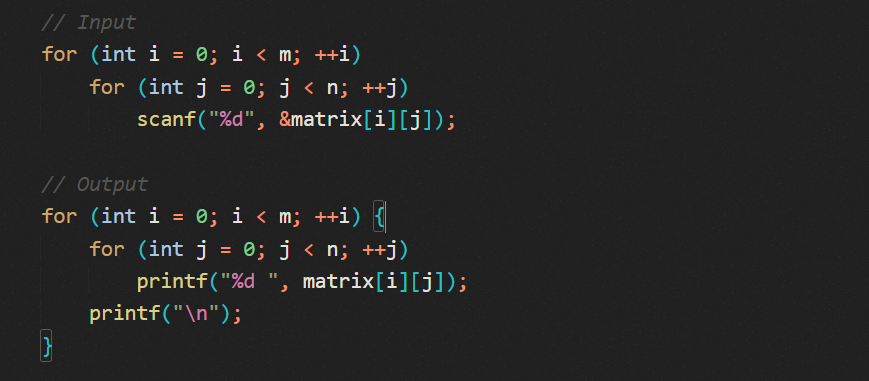 // Input
for (int i = 0; i < m; ++i)
    for (int j = 0; j < n; ++j)
        scanf("%d", &matrix[i][j]);

// Output
for (int i = 0; i < m; ++i) {
    for (int j = 0; j < n; ++j)
        printf("%d ", matrix[i][j]);
    printf("\n");
}